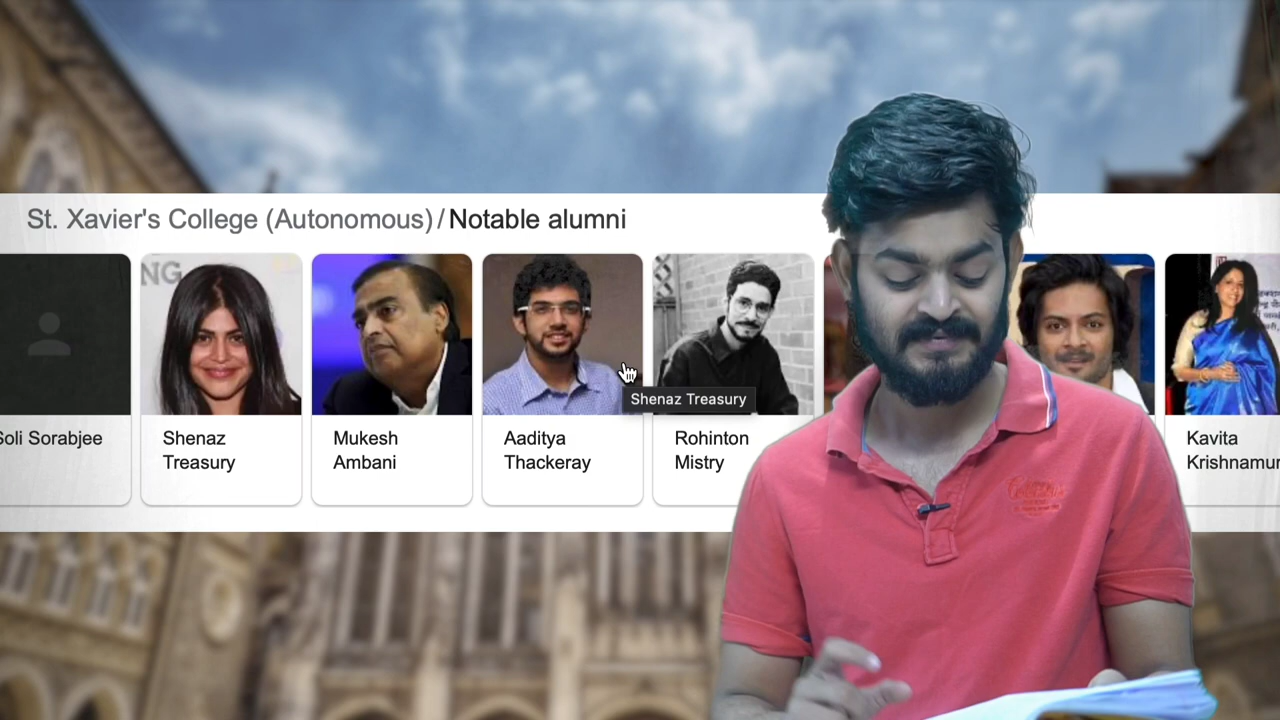 St. Xavier's College (Autonomous) / Notable alumni
NG
Soli Sorabjee
Shenaz
Treasury
Mukesh
Ambani
Aaditya
Thackeray
Shenaz Treasury
Rohinton
Mistry
Kavita
Krishnamur